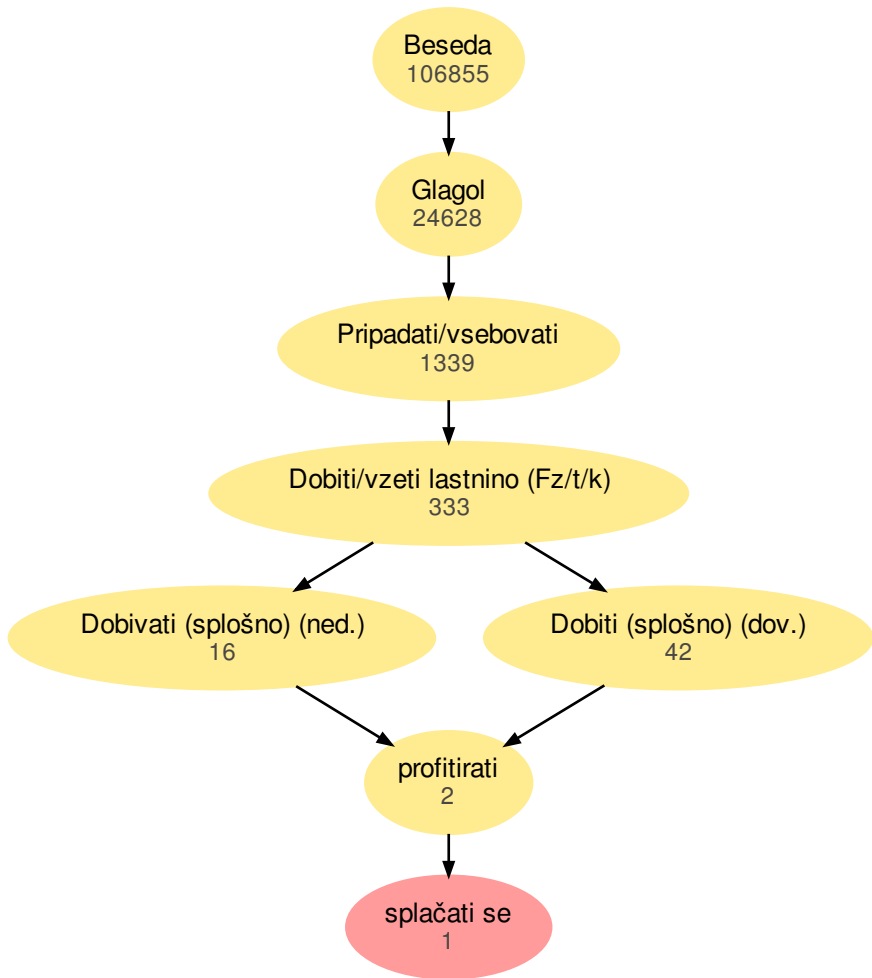 Beseda
106855
Glagol
24628
Pripadati/vsebovati
1339
Dobiti/vzeti lastnino (Fz/t/k)
333
Dobivati (splošno) (ned.)
16
Dobiti (splošno) (dov.)
42
profitirati
2
splačati se
1